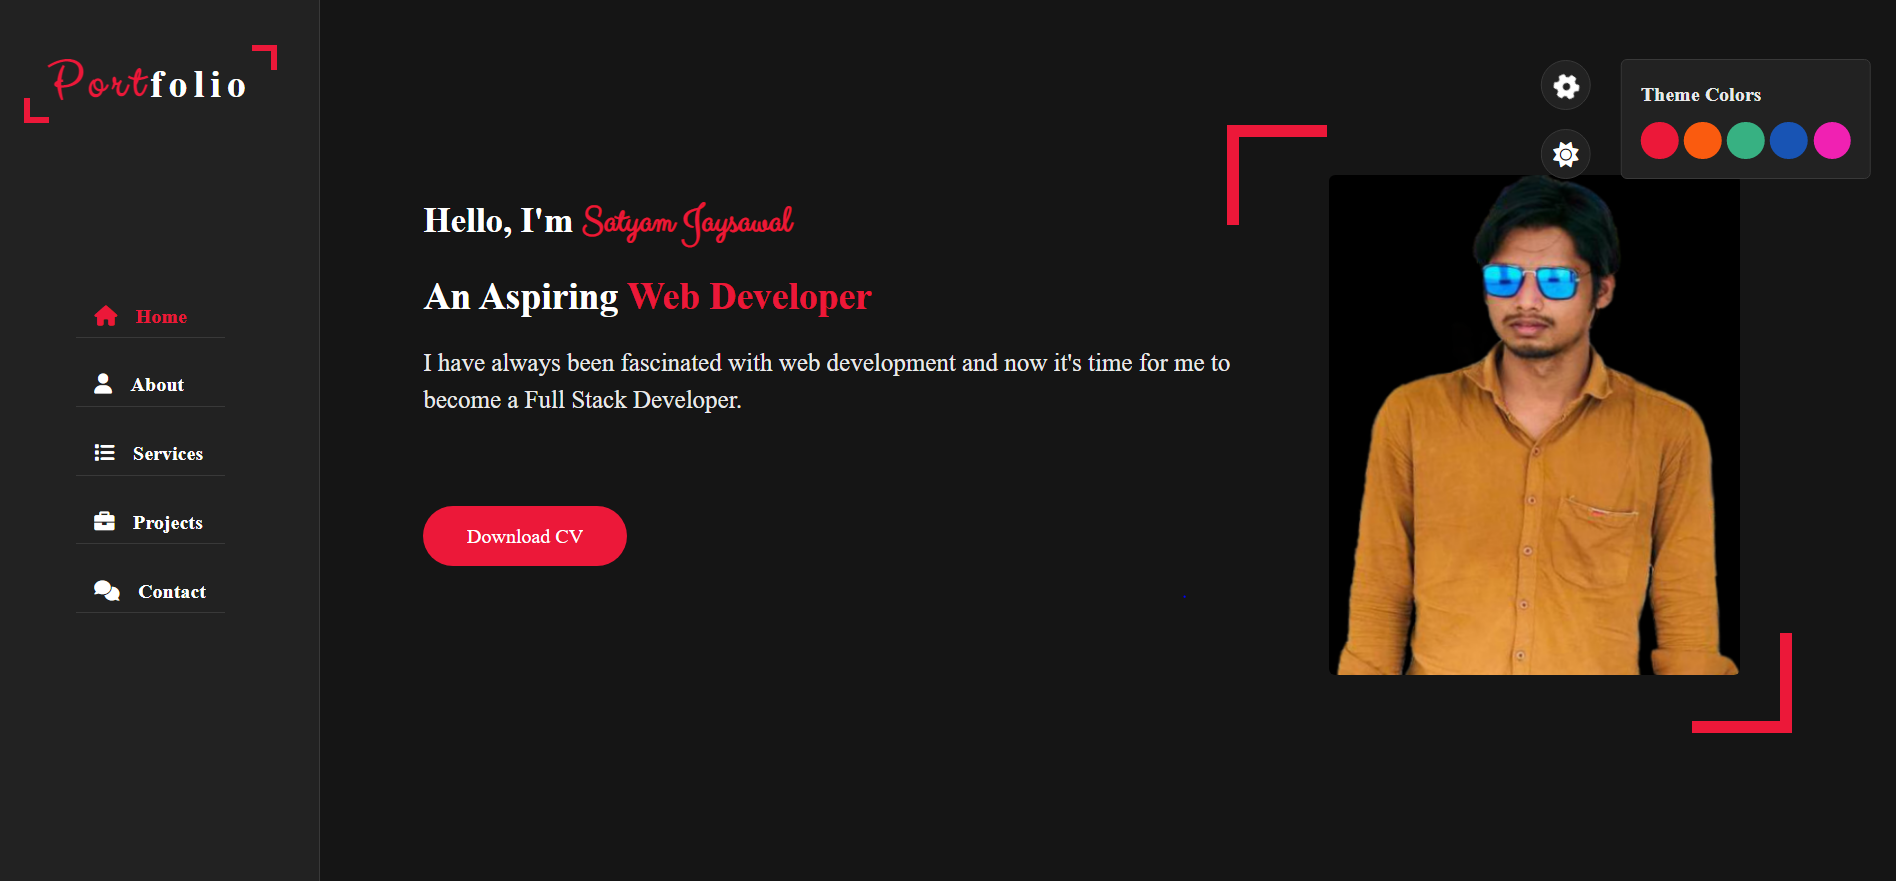 Portfolio
Home
About
Services
Projects
Contact
Hello, I'm Satyam Jaysawal
An Aspiring Web Developer
I have always been fascinated with web development and now it's time for me to
become a Full Stack Developer.
Download CV
Theme Colors